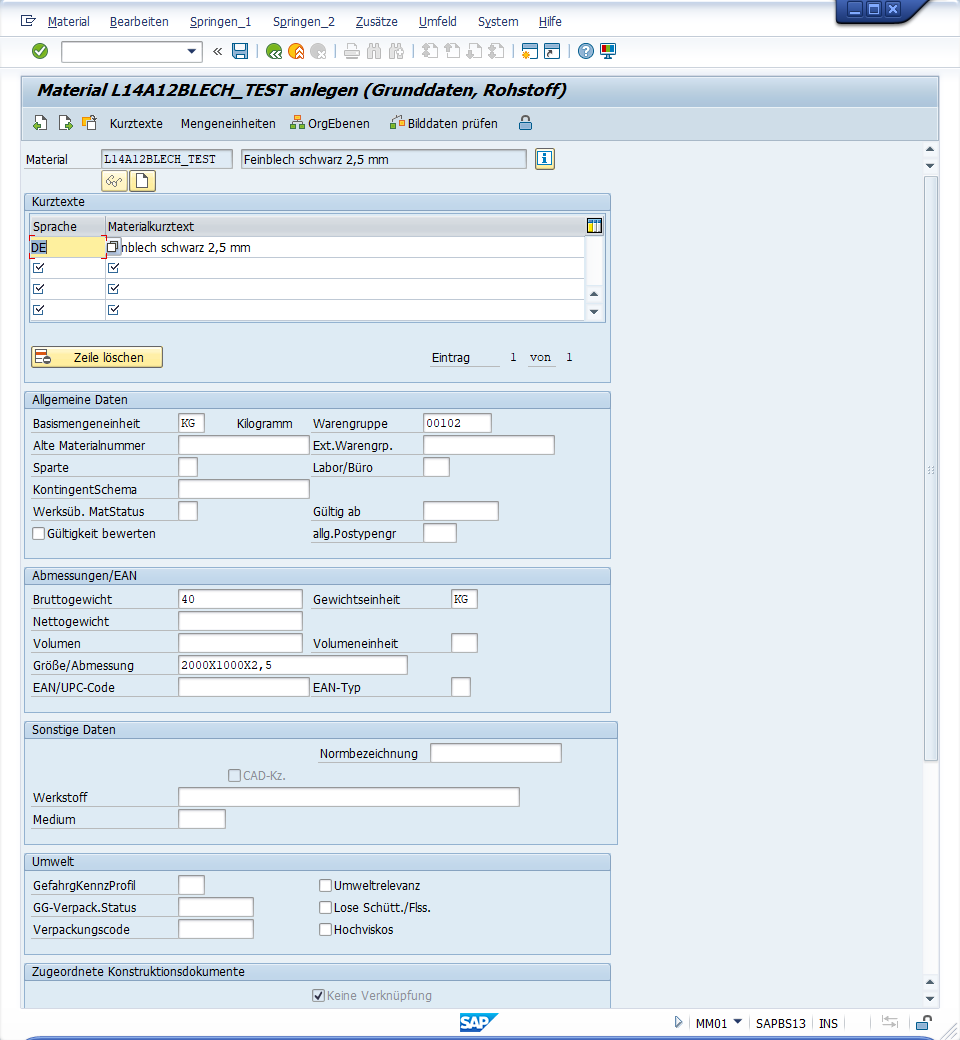 Material Bearbeiten Springen_1 Springen_2 Zusätze Umfeld System Hilfe
Material L14A12BLECH_TEST anlegen (Grunddaten, Rohstoff)
Kurztexte Mengeneinheiten OrgEbenen Bilddaten prüfen
Material L14A12BLECH_TEST Feinblech schwarz 2,5 mm
Kurztexte
Sprache Materialkurztext
DE nblech schwarz 2,5 mm
Zeile löschen Eintrag 1 von 1
Allgemeine Daten
Basismengeneinheit KG Kilogramm Warengruppe 00102
Alte Materialnummer Ext.Warengrp.
Sparte Labor/Büro
KontingentSchema
Werksüb. MatStatus Gültig ab
Gültigkeit bewerten allg.Postypengr
Abmessungen/EAN
Bruttogewicht 40 Gewichtseinheit KG
Nettogewicht
Volumen Volumeneinheit
Größe/Abmessung 2000X1000X2,5
EAN/UPC-Code EAN-Typ
Sonstige Daten
Normbezeichnung
CAD-Kz.
Werkstoff
Medium
Umwelt
GefahrgKennzProfil Umweltrelevanz
GG-Verpack.Status Lose Schütt./Flss.
Verpackungscode Hochviskos
Zugeordnete Konstruktionsdokumente
Keine Verknüpfung
SAP MM01 SAPBS13 INS